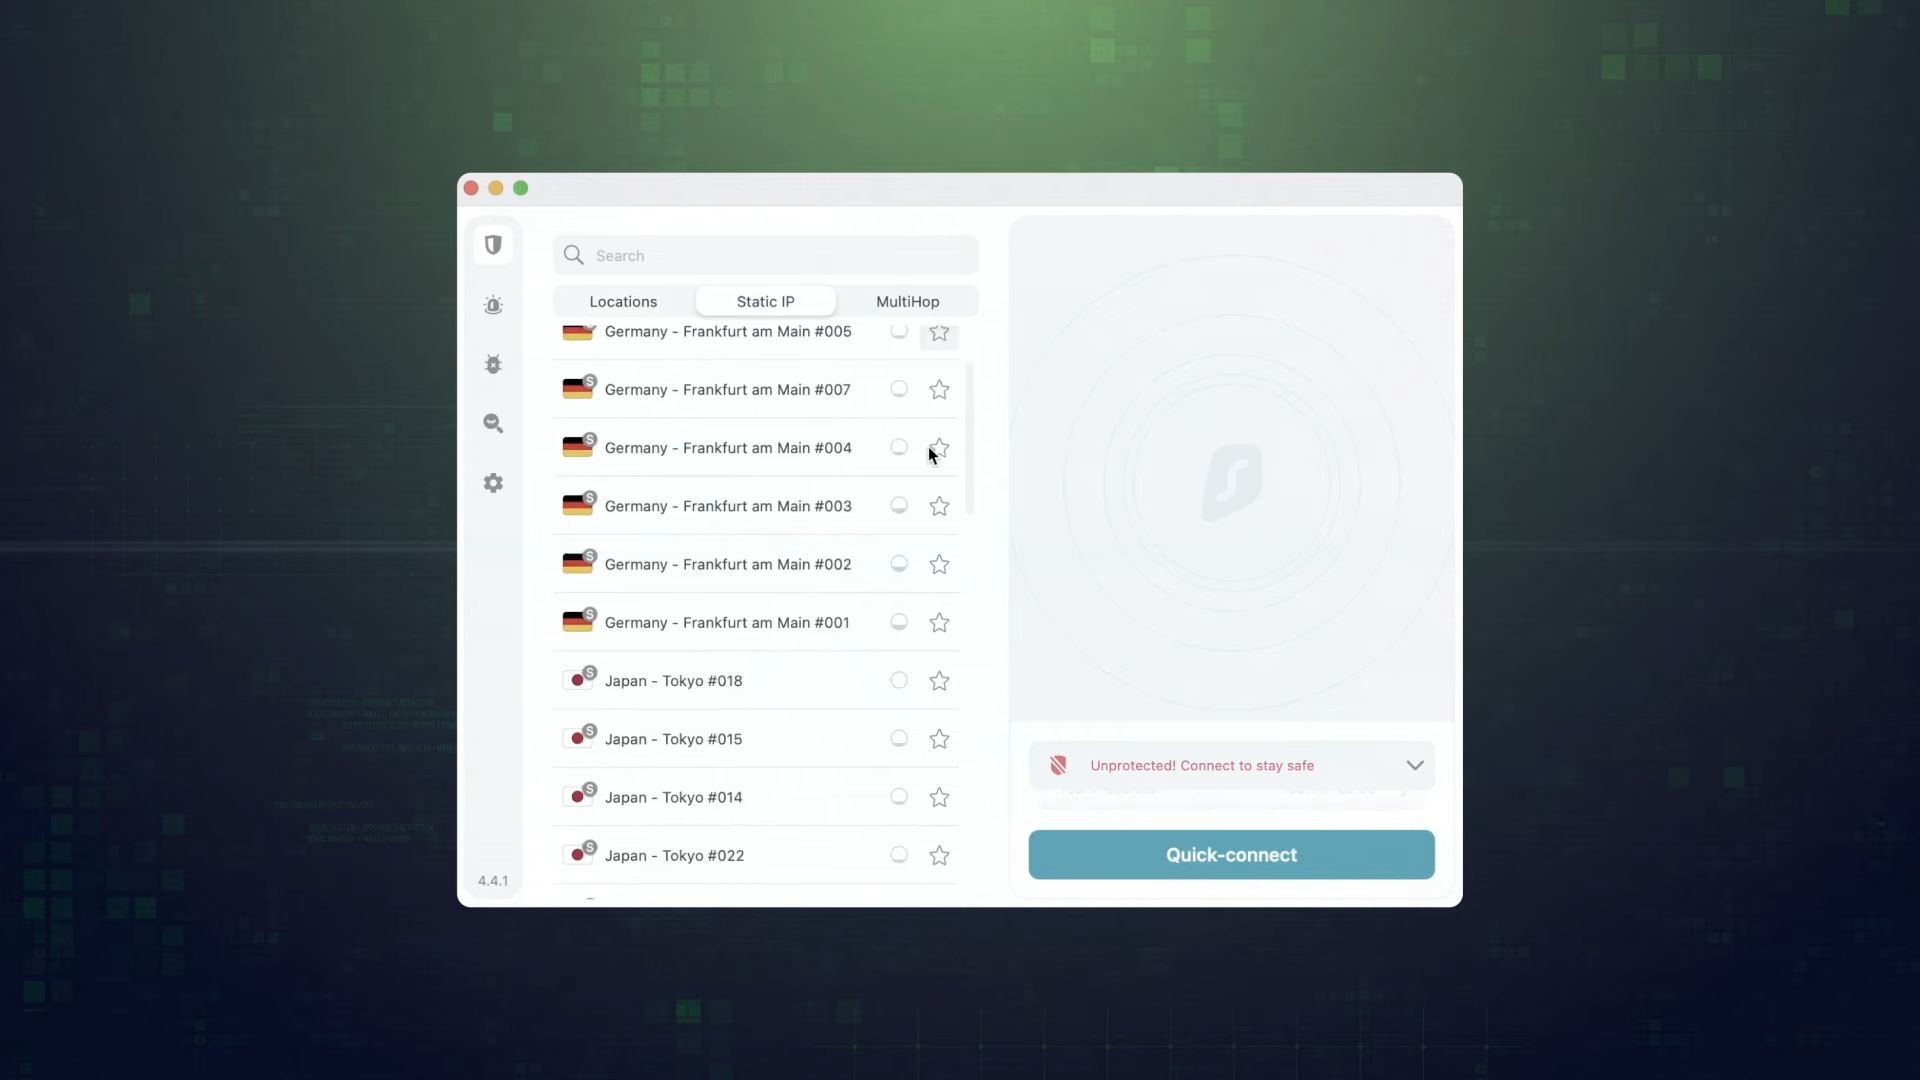 Search
Locations
Static IP
MultiHop
Germany - Frankfurt am Main #005
S
Germany - Frankfurt am Main #007
S
Germany - Frankfurt am Main #004
S
Germany - Frankfurt am Main #003
S
Germany - Frankfurt am Main #002
S
Germany - Frankfurt am Main #001
S
Japan - Tokyo #018
S
Japan - Tokyo #015
S
Japan - Tokyo #014
S
Japan - Tokyo #022
4.4.1
Unprotected! Connect to stay safe
Quick-connect